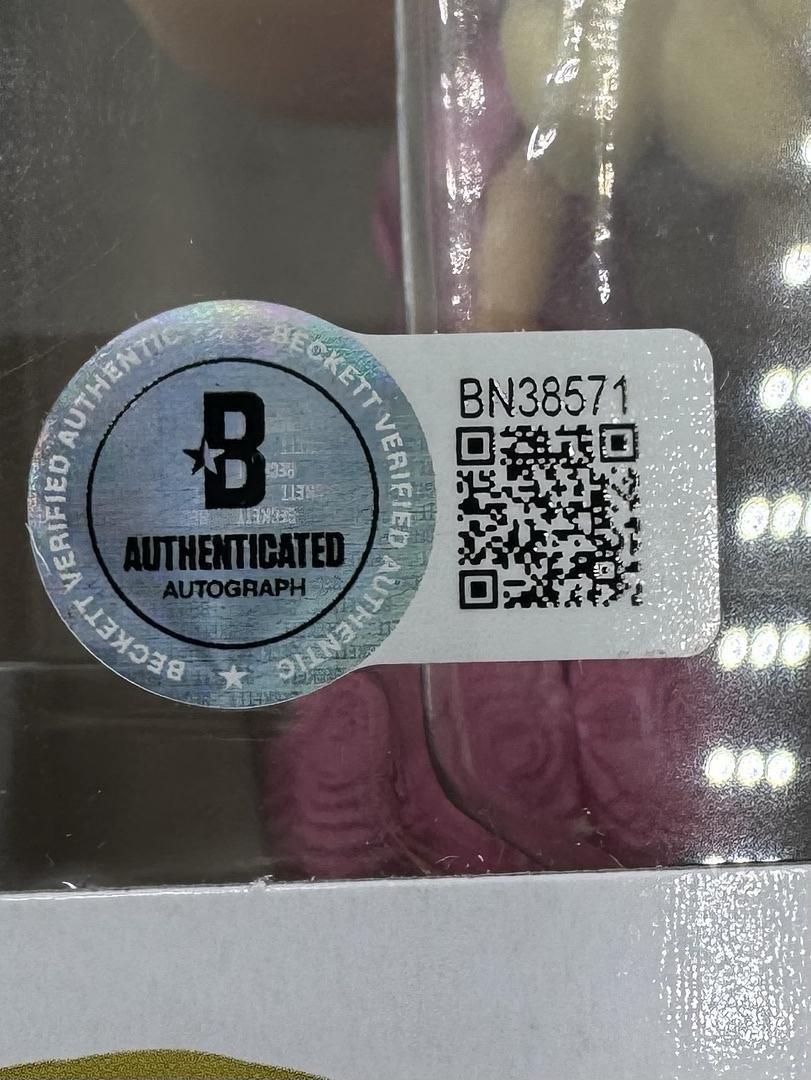 BECKETT VERIFIED AUTHENTIC
BECKETT VERIFIED AUTHENTIC
B
AUTHENTICATED
AUTOGRAPH
BN38571